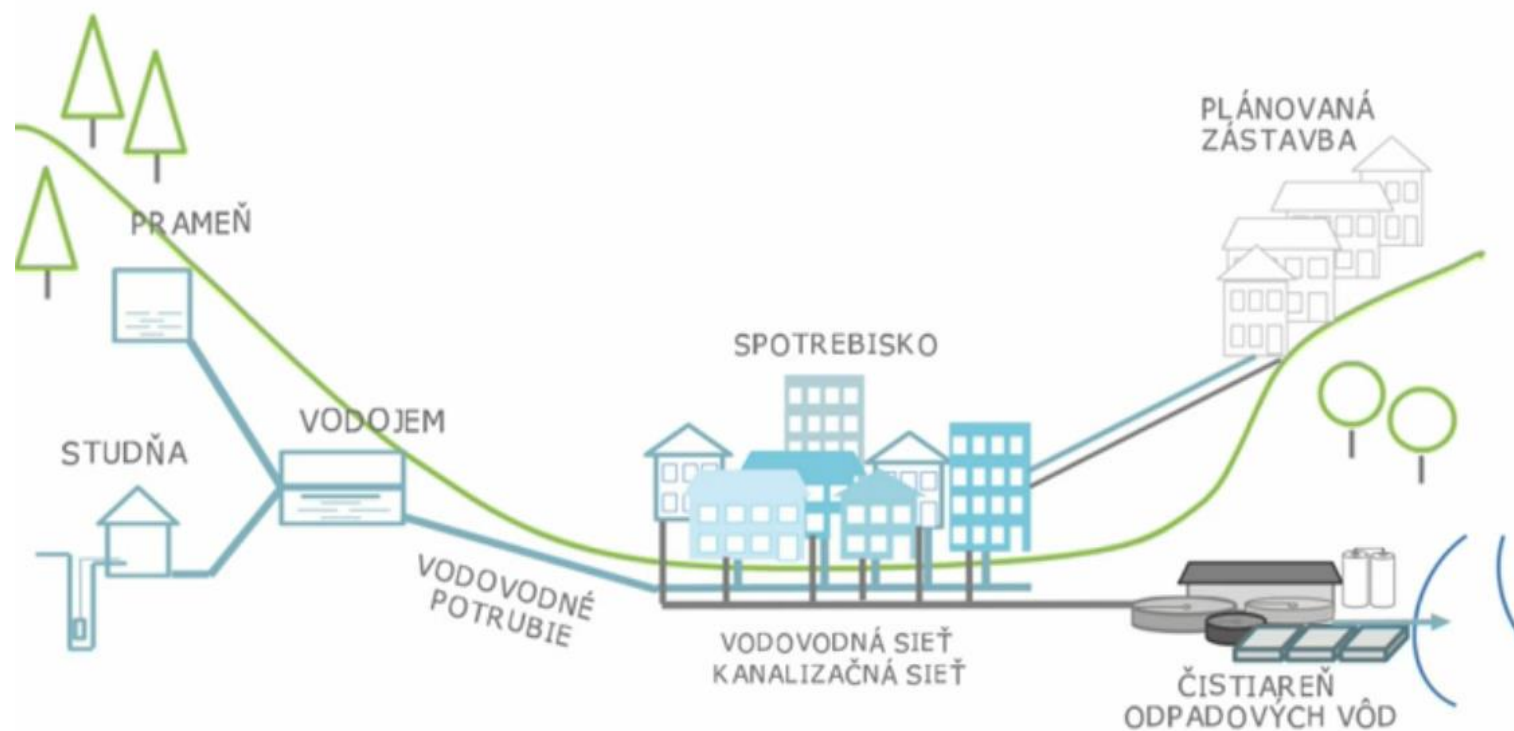 PLÁNOVANÁ
ZÁSTAVBA
PRAMEŇ
SPOTREBISKO
VODOJEM
STUDŇA
VODOVODNÉ
POTRUBIE
VODOVODNÁ SIEŤ
KANALIZAČNÁ SIEŤ
ČISTIAREŇ
ODPADOVÝCH VÔD